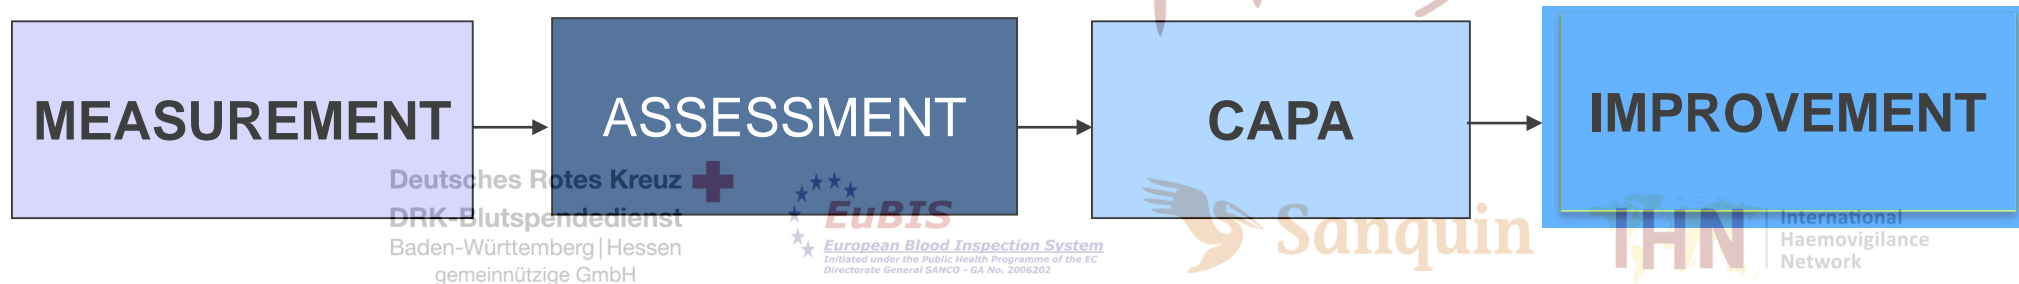 MEASUREMENT
ASSESSMENT
CAPA
IMPROVEMENT
Deutsches Rotes Kreuz
DRK-Blutspendedienst
Baden-Württemberg | Hessen
gemeinnützige GmbH
EuBIS
European Blood Inspection System
Initiated under the Public Health Programme of the EC
Directorate General SANCO - GA No. 2006202
Sanquin
IHN
International
Haemovigilance
Network